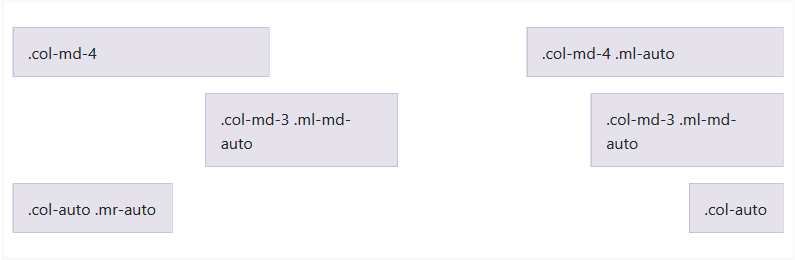 .col-md-4
.col-md-4 .ml-auto
.col-md-3 .ml-md-
auto
.col-md-3 .ml-md-
auto
.col-auto .mr-auto
.col-auto